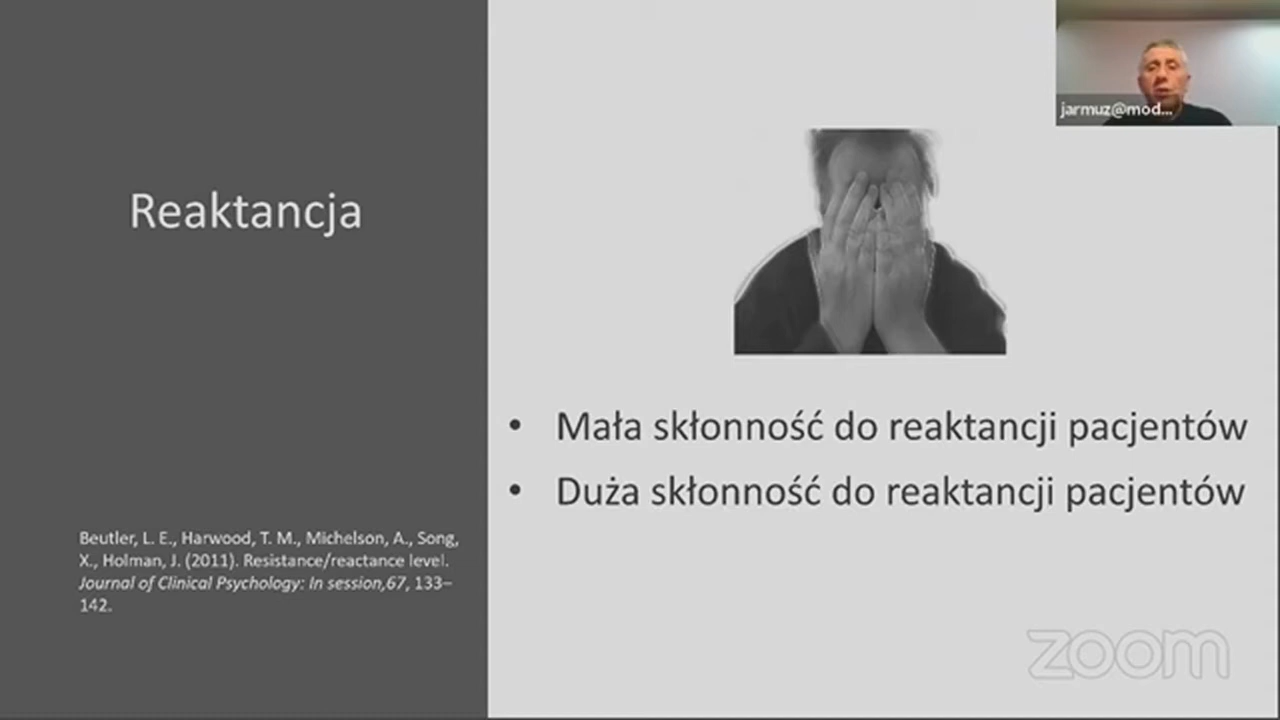 jarmuz@mod...
Reaktancja
• Mała skłonność do reaktancji pacjentów
• Duża skłonność do reaktancji pacjentów
Beutler, L. E., Harwood, T. M., Michelson, A., Song,
X., Holman, J. (2011). Resistance/reactance level.
Journal of Clinical Psychology: In session,67, 133–
142.
zoom